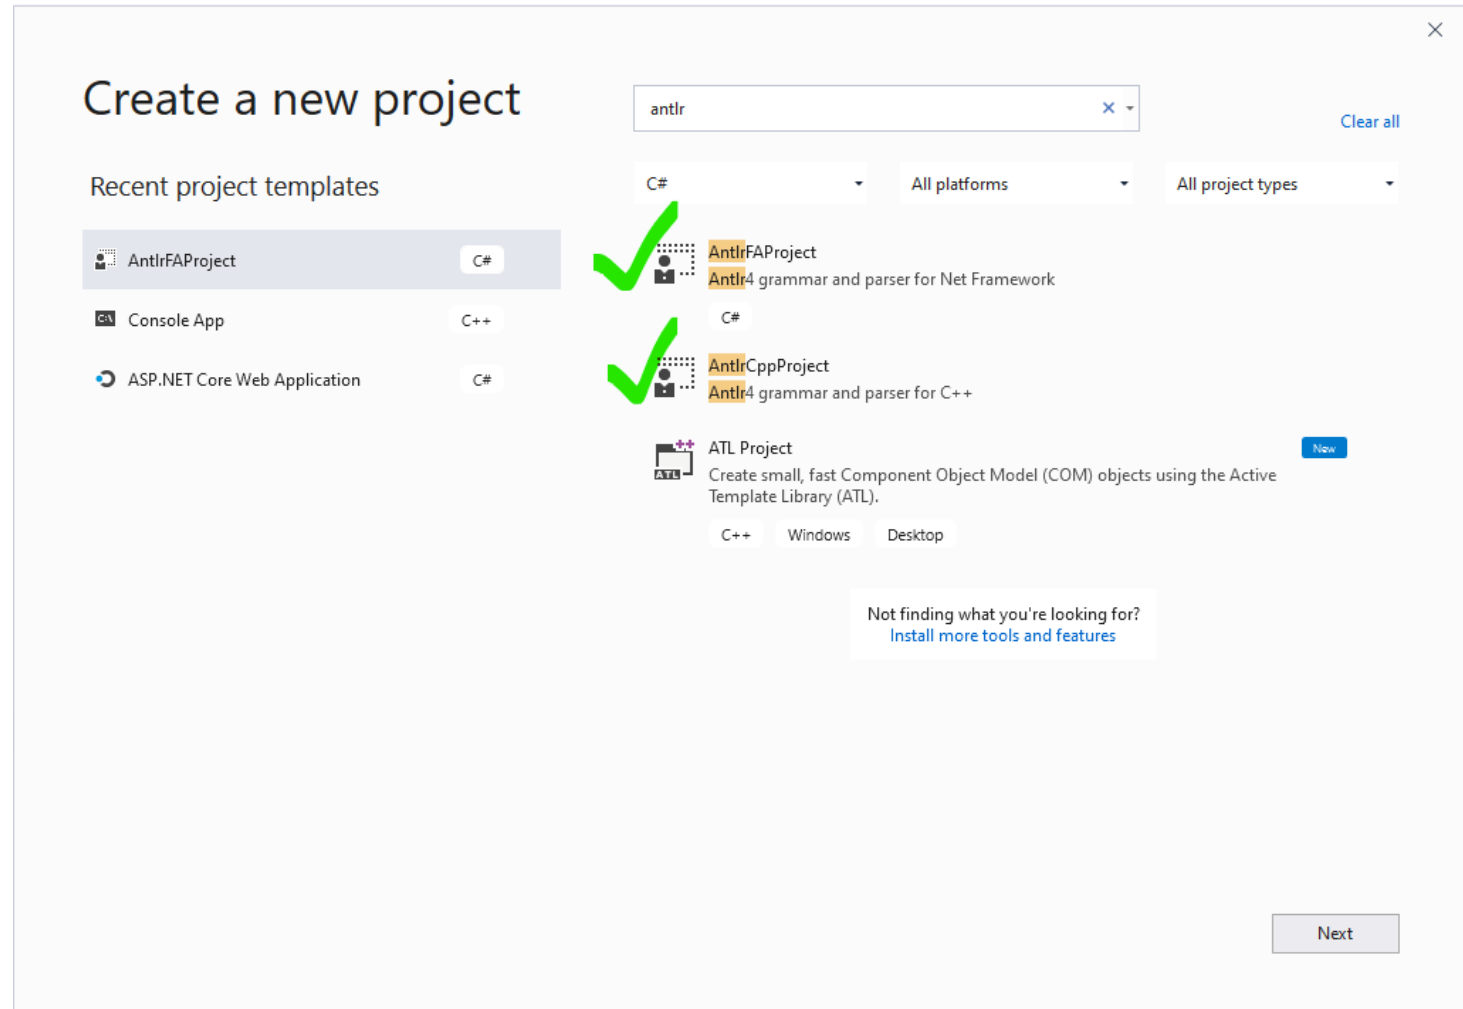 Create a new project
antlr
Clear all
Recent project templates
C#
All platforms
All project types
AntlrFAProject
C#
Console App
C++
ASP.NET Core Web Application
C#
AntlrFAProject
Antlr4 grammar and parser for Net Framework
C#
AntlrCppProject
Antlr4 grammar and parser for C++
ATL Project
New
Create small, fast Component Object Model (COM) objects using the Active
Template Library (ATL).
C++
Windows
Desktop
Not finding what you're looking for?
Install more tools and features
Next